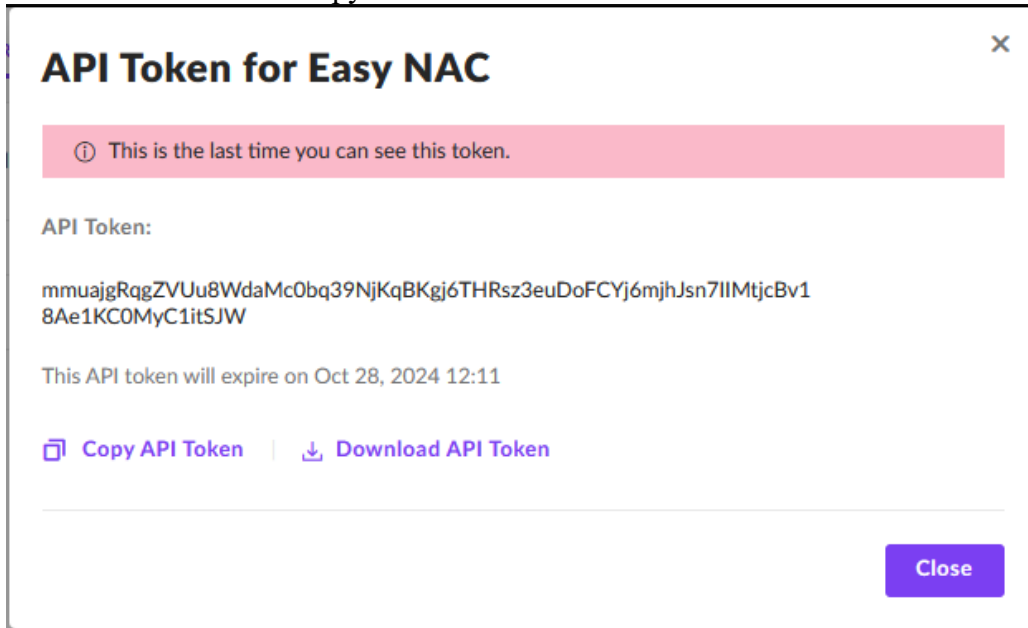 py
API Token for Easy NAC
This is the last time you can see this token.
API Token:
mmuajgRqgZVUu8WdaMc0bq39NjKqBKgj6THRsz3euDoFCYj6mjhJsn7IIMtjcBv1
8Ae1KC0MyC1itSJW
This API token will expire on Oct 28, 2024 12:11
Copy API Token
Download API Token
Close